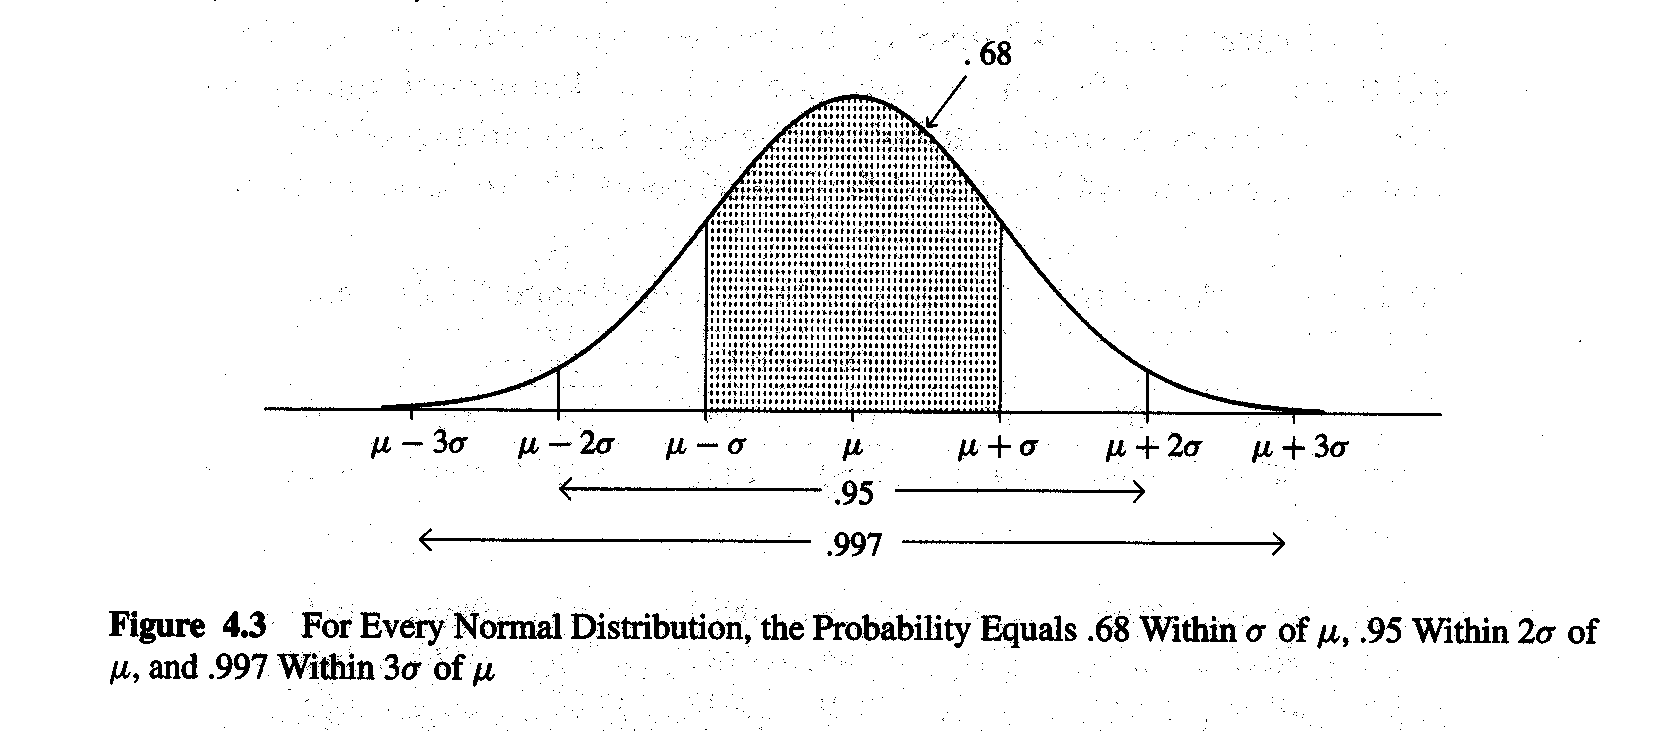 .68
μ − 3σ μ − 2σ μ − σ μ μ + σ μ + 2σ μ + 3σ
.95
.997
Figure 4.3 For Every Normal Distribution, the Probability Equals .68 Within σ of μ, .95 Within 2σ of
μ, and .997 Within 3σ of μ